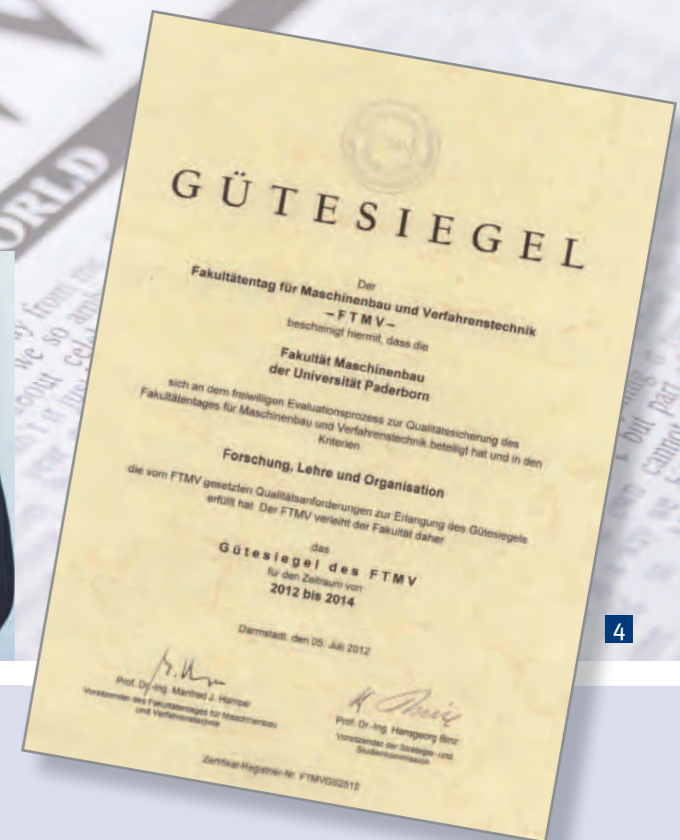 ORLD
GÜTESIEGEL
Der
Fakultätentag für Maschinenbau und Verfahrenstechnik
– F T M V –
bescheinigt hiermit, dass die
Fakultät Maschinenbau
der Universität Paderborn
sich an dem freiwilligen Evaluationsprozess zur Qualitätssicherung des
Fakultätentages für Maschinenbau und Verfahrenstechnik beteiligt hat und in den
Kriterien
Forschung, Lehre und Organisation
die vom FTMV gesetzten Qualitätsanforderungen zur Erlangung des Gütesiegels
erfüllt hat. Der FTMV verleiht der Fakultät daher
das
Gütesiegel des FTMV
für den Zeitraum von
2012 bis 2014
Darmstadt, den 05. Juli 2012
Prof. Dr.-Ing. Manfred J. Hampe
Vorsitzender des Fakultätentages für Maschinenbau
und Verfahrenstechnik
Prof. Dr.-Ing. Hansgeorg Binz
Vorsitzender der Strategie- und
Studienkommission
Zertifikat-Registrier-Nr. FTMVGS2512
4